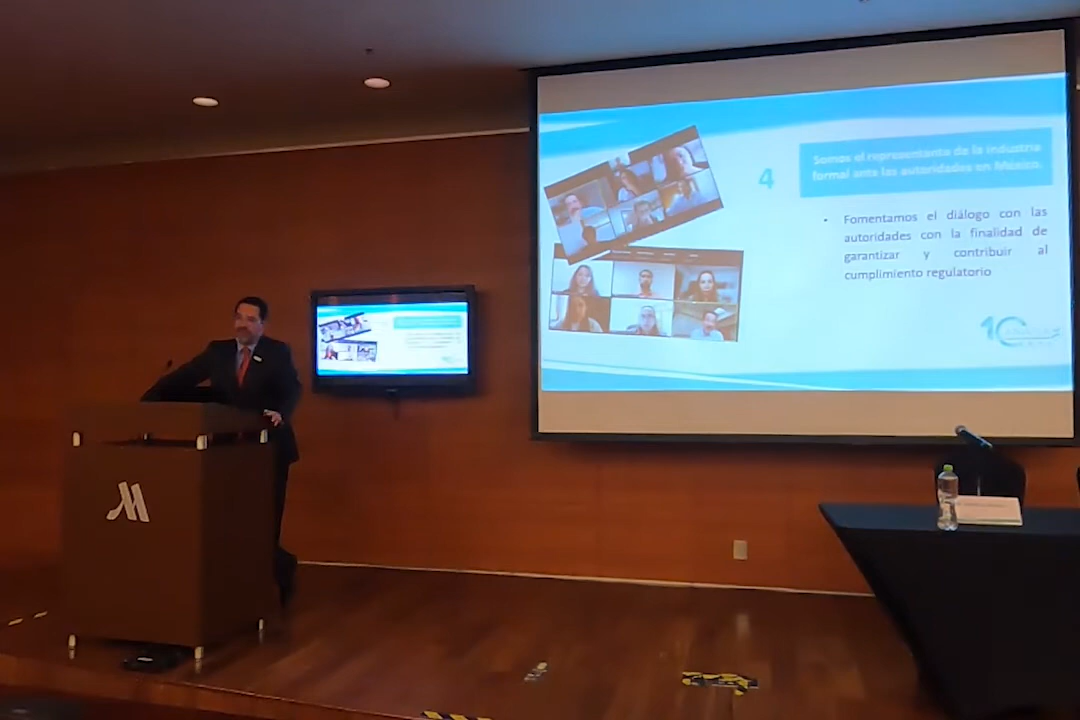 4
Somos el representante de la industria
formal ante las autoridades en México.
• Fomentamos el diálogo con las
autoridades con la finalidad de
garantizar y contribuir al
cumplimiento regulatorio
10
M